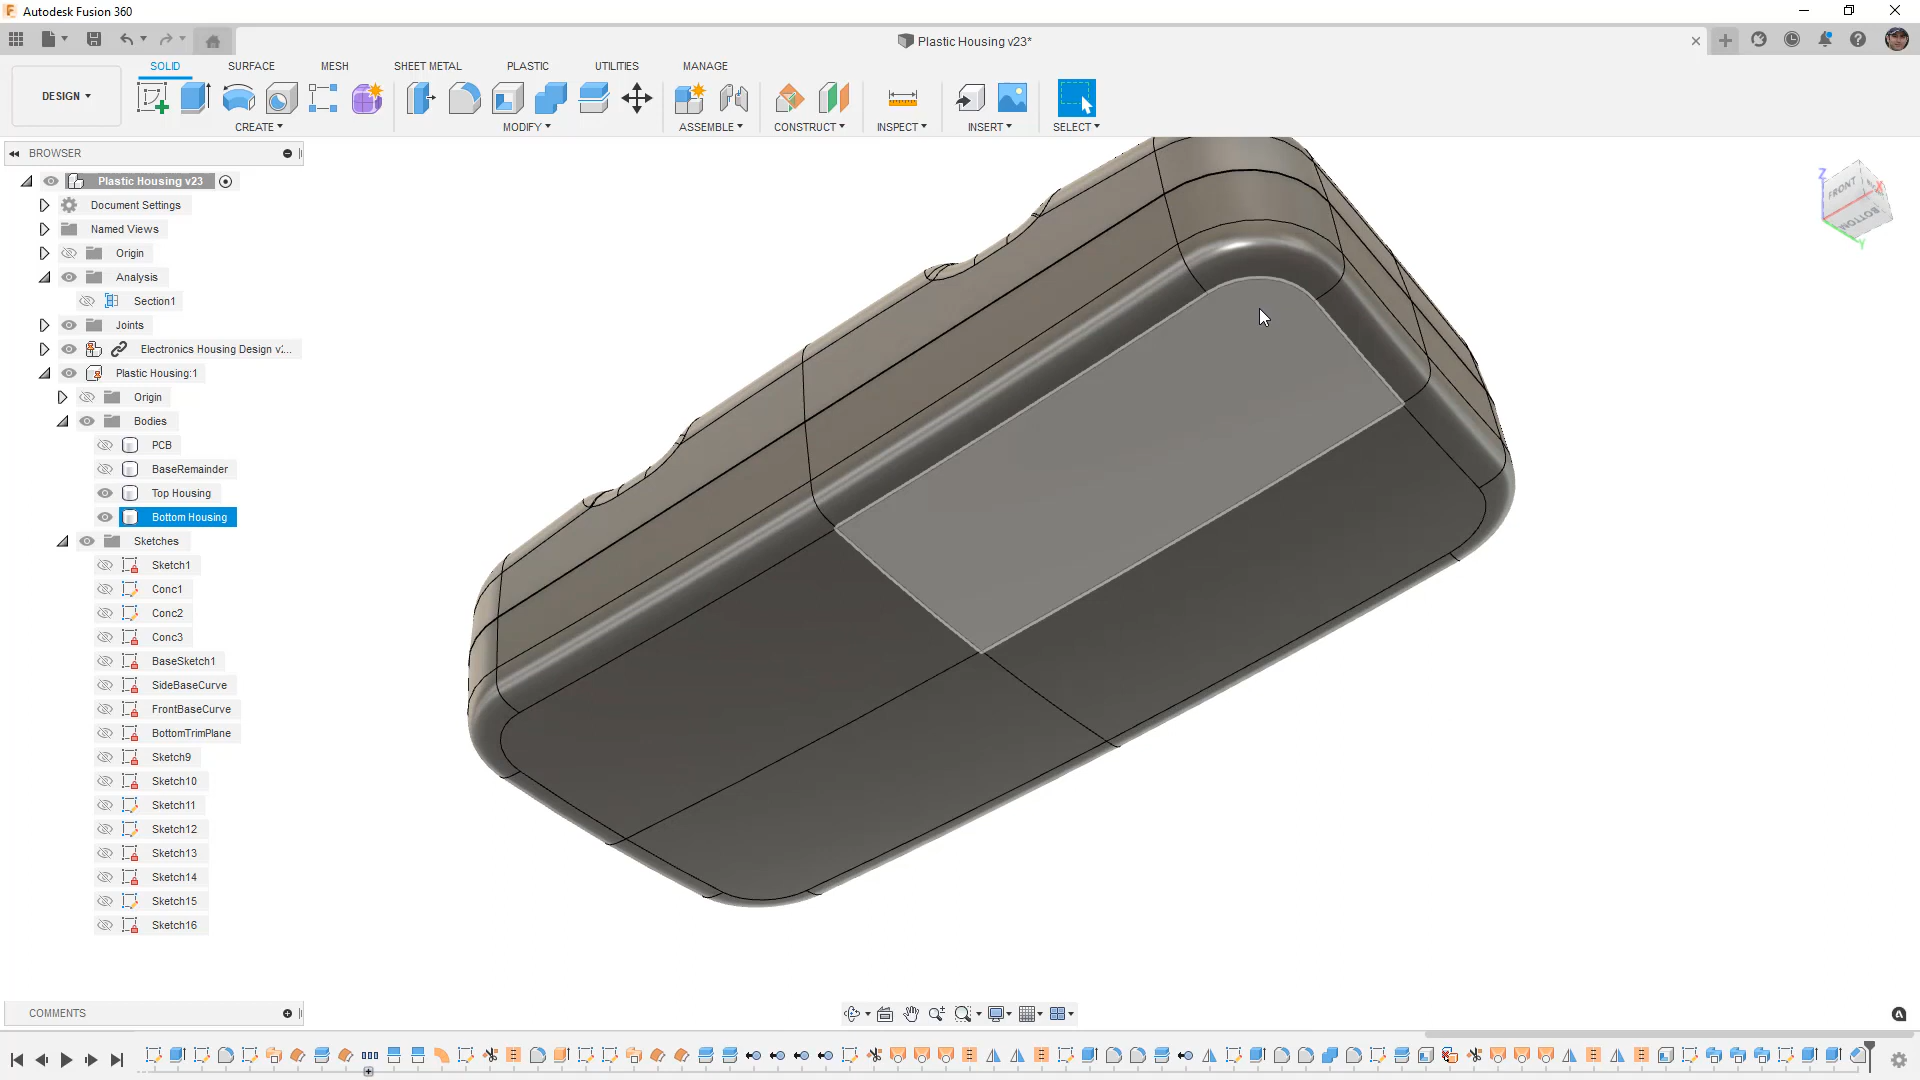 Autodesk Fusion 360
Plastic Housing v23*
SOLID SURFACE MESH SHEET METAL PLASTIC UTILITIES MANAGE
DESIGN
CREATE MODIFY ASSEMBLE CONSTRUCT INSPECT INSERT SELECT
BROWSER
Plastic Housing v23
Document Settings
Named Views
Origin
Analysis
Section1
Joints
Electronics Housing Design v'...
Plastic Housing:1
Origin
Bodies
PCB
BaseRemainder
Top Housing
Bottom Housing
Sketches
Sketch1
Conc1
Conc2
Conc3
BaseSketch1
SideBaseCurve
FrontBaseCurve
BottomTrimPlane
Sketch9
Sketch10
Sketch11
Sketch12
Sketch13
Sketch14
Sketch15
Sketch16
Z
FRONT
X
BOTTOM
Y
COMMENTS